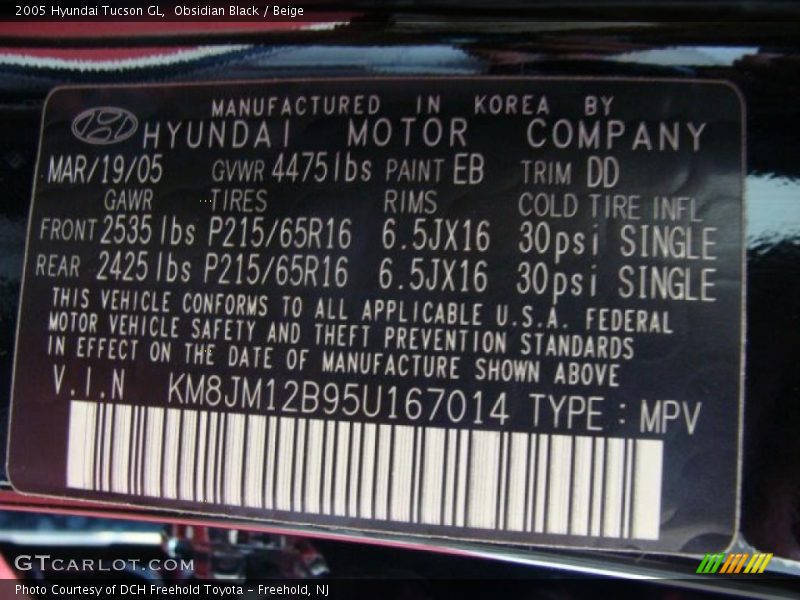 2005 Hyundai Tucson GL,  Obsidian Black / Beige
MANUFACTURED IN KOREA BY
HYUNDAI MOTOR COMPANY
MAR/19/05 GVWR 4475lbs PAINT EB TRIM DD
GAWR TIRES RIMS COLD TIRE INFL
FRONT 2535 lbs P215/65R16 6.5JX16 30psi SINGLE
REAR 2425 lbs P215/65R16 6.5JX16 30psi SINGLE
THIS VEHICLE CONFORMS TO ALL APPLICABLE U.S.A. FEDERAL
MOTOR VEHICLE SAFETY AND THEFT PREVENTION STANDARDS
IN EFFECT ON THE DATE OF MANUFACTURE SHOWN ABOVE
V.I.N KM8JM12B95U167014 TYPE : MPV
GTCARLOT.COM
Photo Courtesy of DCH Freehold Toyota - Freehold, NJ